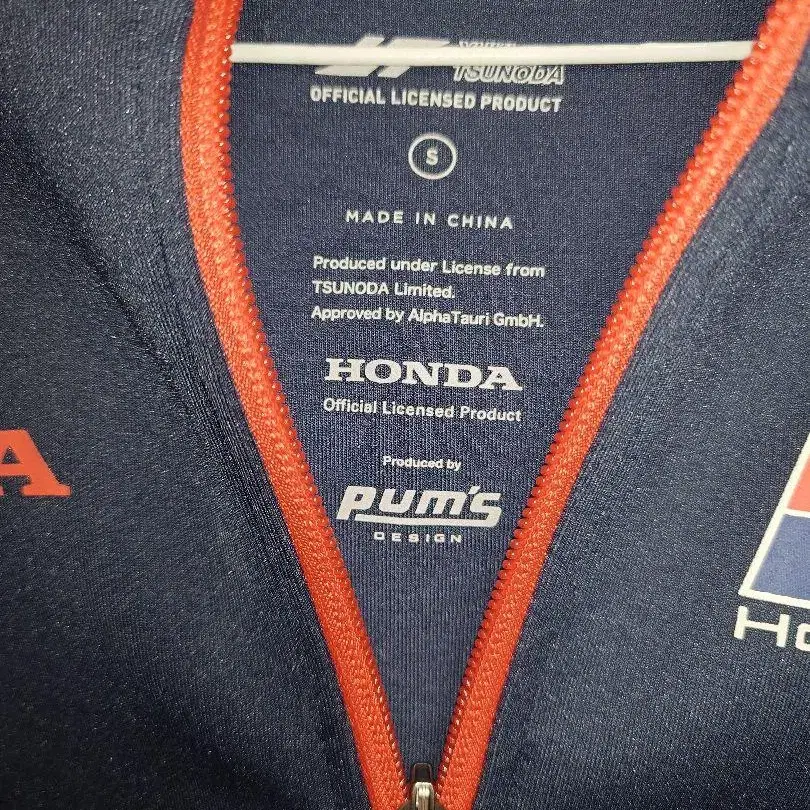 TSUNODA
OFFICIAL LICENSED PRODUCT
S
MADE IN CHINA
Produced under License from
TSUNODA Limited.
Approved by AlphaTauri GmbH.
HONDA
Official Licensed Product
Produced by
pum's
DESIGN
A
Ho